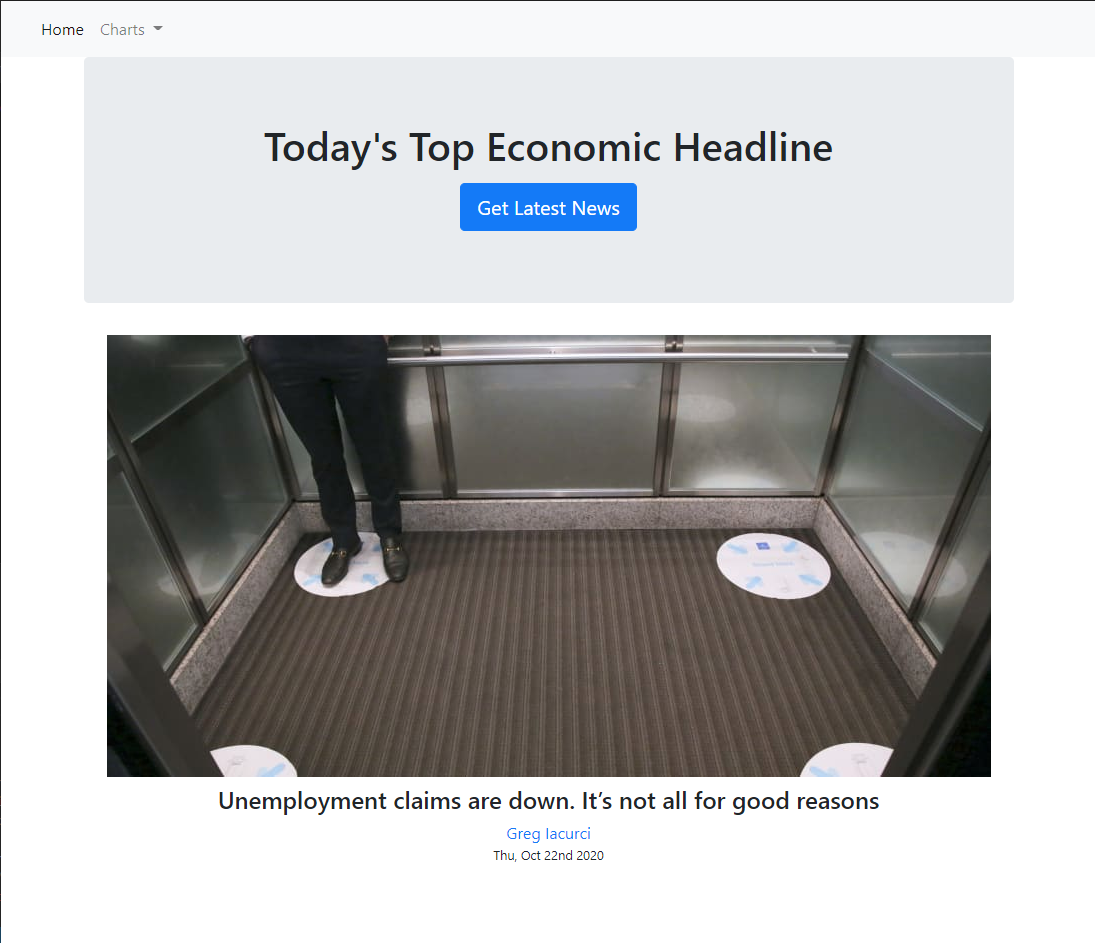 Home Charts
Today's Top Economic Headline
Get Latest News
Unemployment claims are down. It’s not all for good reasons
Greg Iacurci
Thu, Oct 22nd 2020